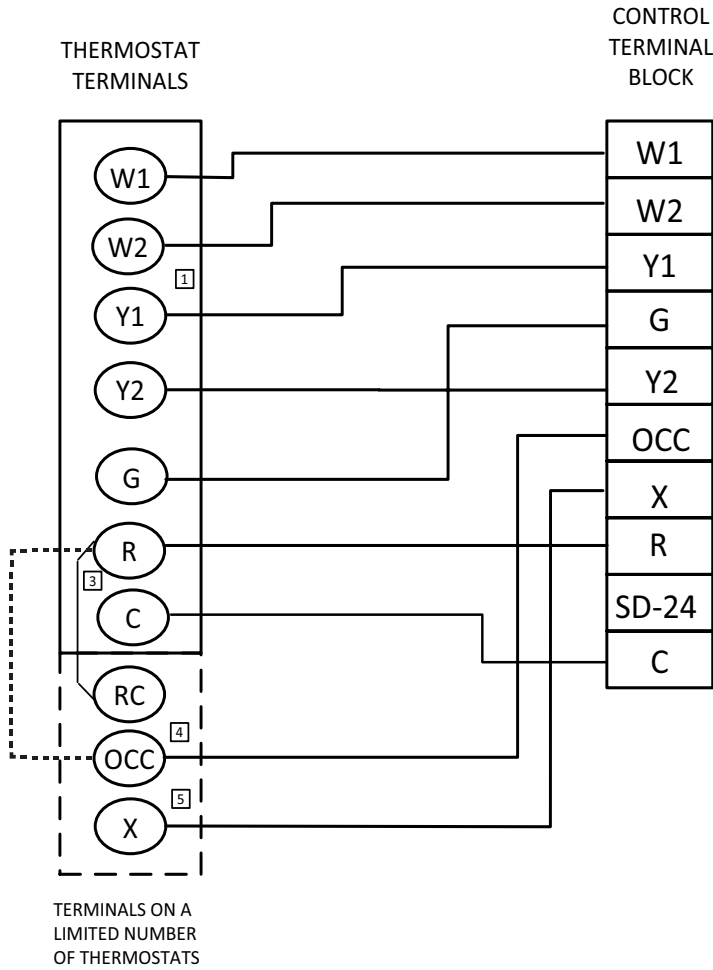 THERMOSTAT
TERMINALS
W1
W2
1
Y1
Y2
G
R
3
C
RC
4
OCC
5
X
TERMINALS ON A
LIMITED NUMBER
OF THERMOSTATS
CONTROL
TERMINAL
BLOCK
W1
W2
Y1
G
Y2
OCC
X
R
SD-24
C